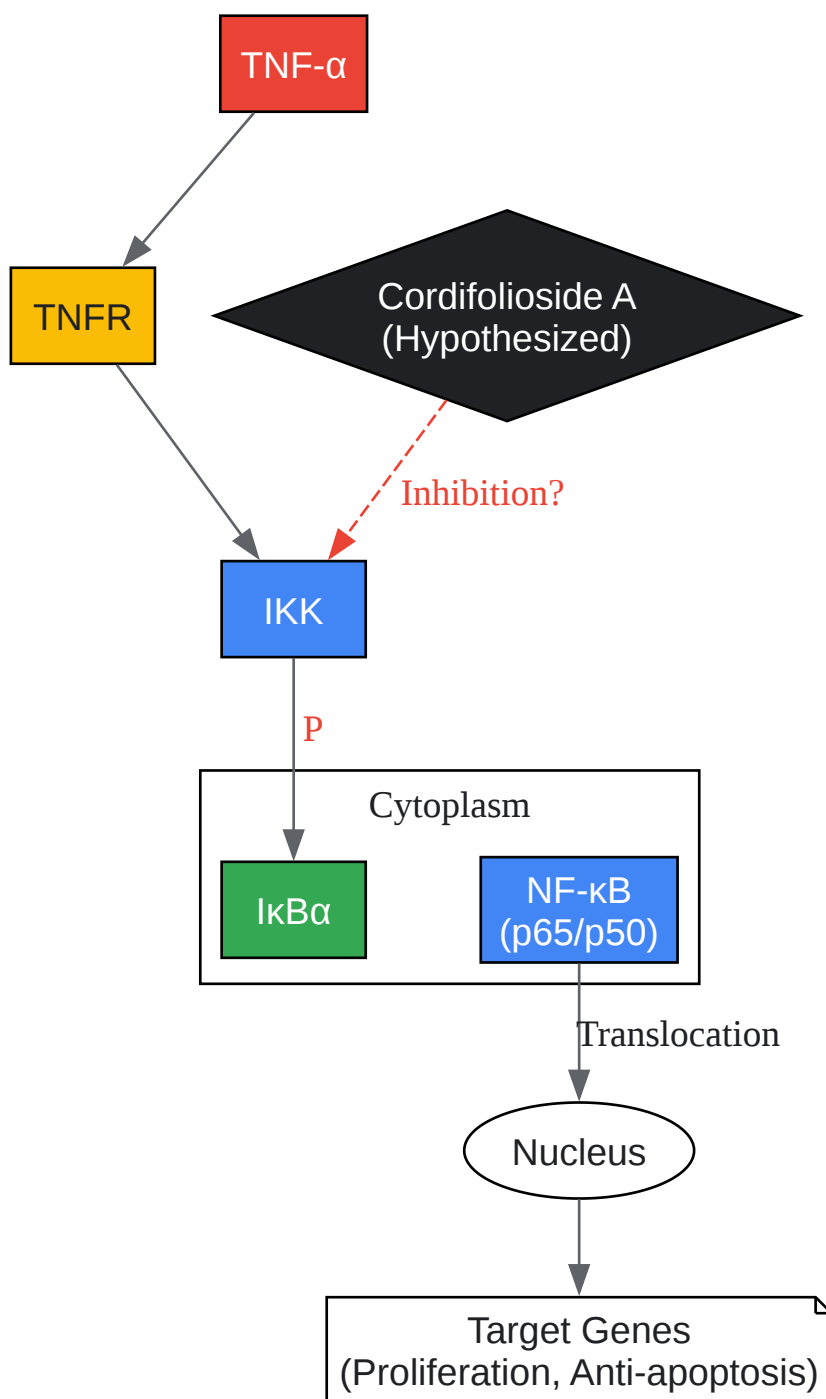 TNF-α
Cordifolioside A
(Hypothesized)
TNFR
Inhibition?
IKK
P
Cytoplasm
IκBα
NF-κB
(p65/p50)
Translocation
Nucleus
Target Genes
(Proliferation, Anti-apoptosis)